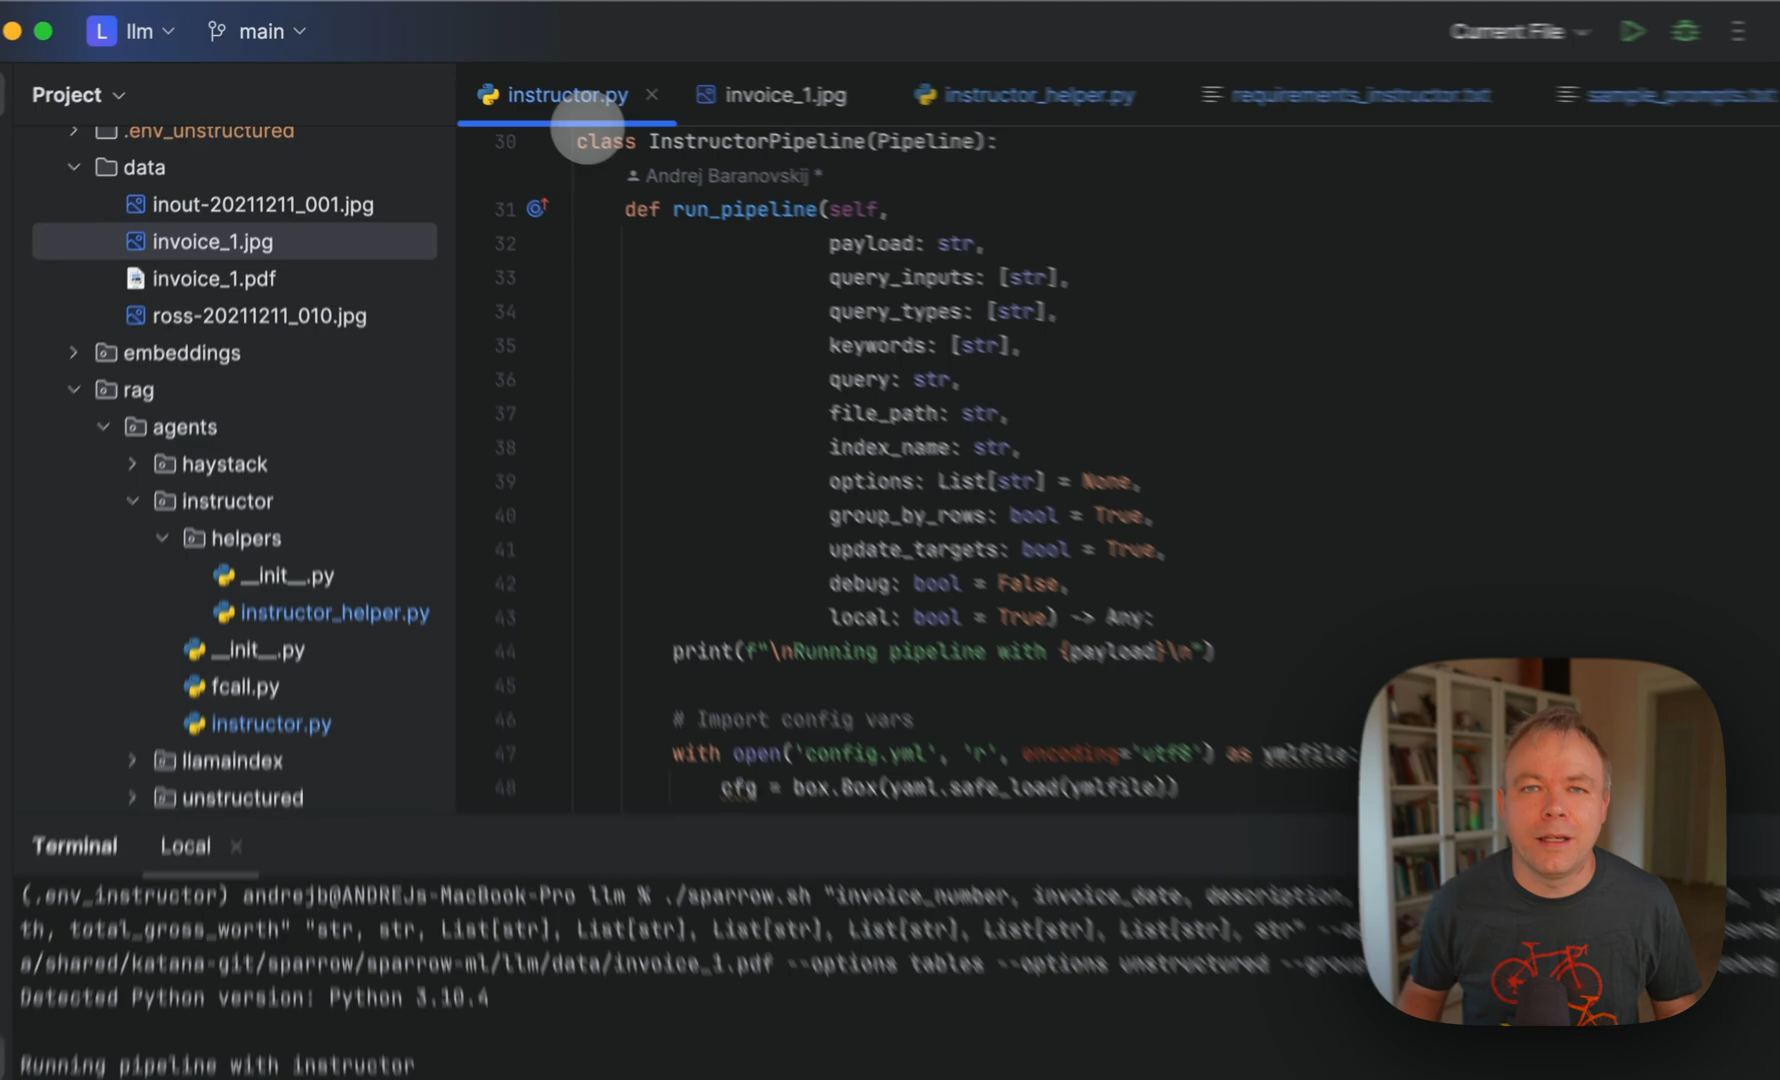 L llm main Current File
Project
instructor.py invoice_1.jpg instructor_helper.py requirements_instructor.txt sample_prompts.txt
.env_unstructured
data
inout-20211211_001.jpg
invoice_1.jpg
invoice_1.pdf
ross-20211211_010.jpg
embeddings
rag
agents
haystack
instructor
helpers
__init__.py
instructor_helper.py
__init__.py
fcall.py
instructor.py
llamaindex
unstructured
30 class InstructorPipeline(Pipeline):
Andrej Baranovskij *
31 def run_pipeline(self,
32 payload: str,
33 query_inputs: [str],
34 query_types: [str],
35 keywords: [str],
36 query: str,
37 file_path: str,
38 index_name: str,
39 options: List[str] = None,
40 group_by_rows: bool = True,
41 update_targets: bool = True,
42 debug: bool = False,
43 local: bool = True) -> Any:
44 print(f"\nRunning pipeline with {payload}\n")
45
46 # Import config vars
47 with open('config.yml', 'r', encoding='utf8') as ymlfile:
48 cfg = box.Box(yaml.safe_load(ymlfile))
Terminal Local
(.env_instructor) andrejb@ANDREJs-MacBook-Pro llm % ./sparrow.sh "invoice_number, invoice_date, description,
th, total_gross_worth" "str, str, List[str], List[str], List[str], List[str], List[str], List[str], str"
s/shared/katana-git/sparrow/sparrow-ml/llm/data/invoice_1.pdf --options tables --options unstructured
Detected Python version: Python 3.10.4
Running pipeline with instructor